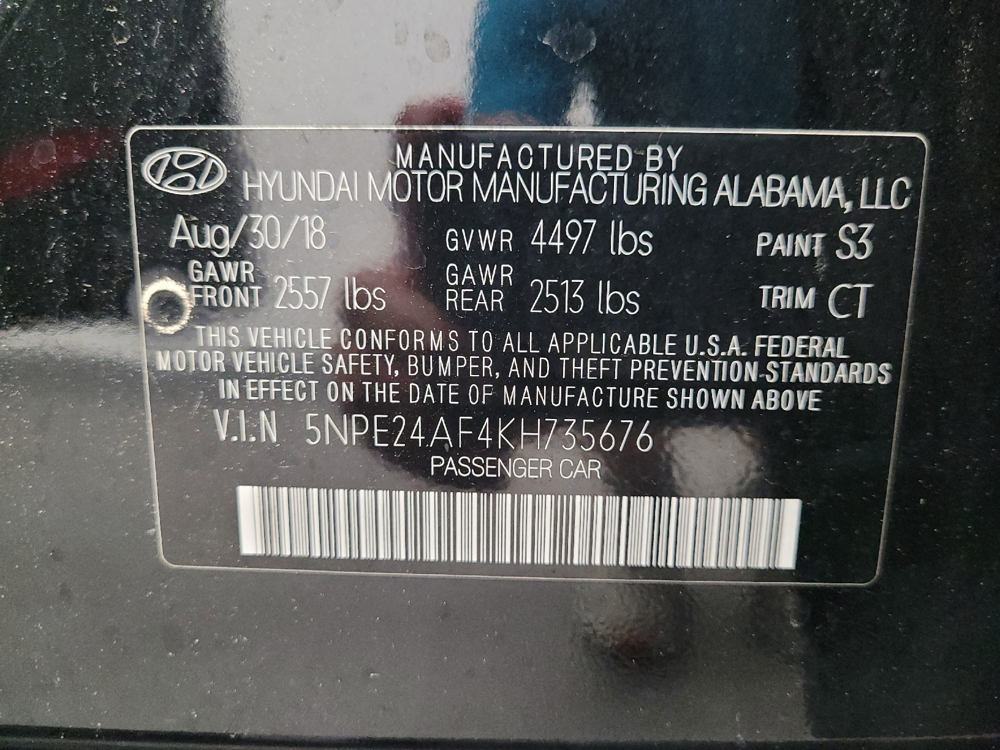 MANUFACTURED BY
HYUNDAI MOTOR MANUFACTURING ALABAMA, LLC
Aug/30/18 GVWR 4497 lbs PAINT S3
GAWR FRONT 2557 lbs GAWR REAR 2513 lbs TRIM CT
THIS VEHICLE CONFORMS TO ALL APPLICABLE U.S.A. FEDERAL
MOTOR VEHICLE SAFETY, BUMPER, AND THEFT PREVENTION STANDARDS
IN EFFECT ON THE DATE OF MANUFACTURE SHOWN ABOVE
V.I.N 5NPE24AF4KH735676
PASSENGER CAR